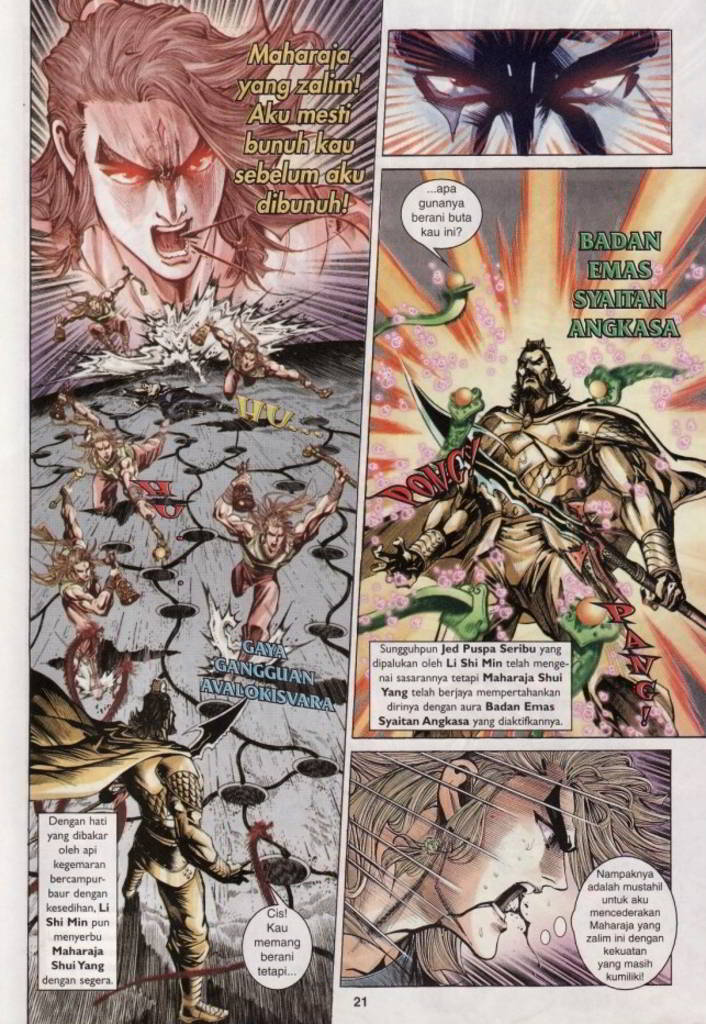 Maharaja
yang zalim!
Aku mesti
bunuh kau
sebelum aku
dibunuh!
HU...
HU
GAYA
GANGGUAN
AVALOKISVARA
Dengan hati
yang dibakar
oleh api
kegemaran
bercampur-
baur dengan
kesedihan, Li
Shi Min pun
menyerbu
Maharaja
Shui Yang
dengan segera.
Cis!
Kau
memang
berani
tetapi...
...apa
gunanya
berani buta
kau ini?
BADAN
EMAS
SYAITAN
ANGKASA
PANG!
Sungguhpun Jed Puspa Seribu yang
dipalukan oleh Li Shi Min telah menge-
nai sasarannya tetapi Maharaja Shui
Yang telah berjaya mempertahankan
dirinya dengan aura Badan Emas
Syaitan Angkasa yang diaktifkannya.
Nampaknya
adalah mustahil
untuk aku
mencederakan
Maharaja yang
zalim ini dengan
kekuatan
yang masih
kumiliki!
21